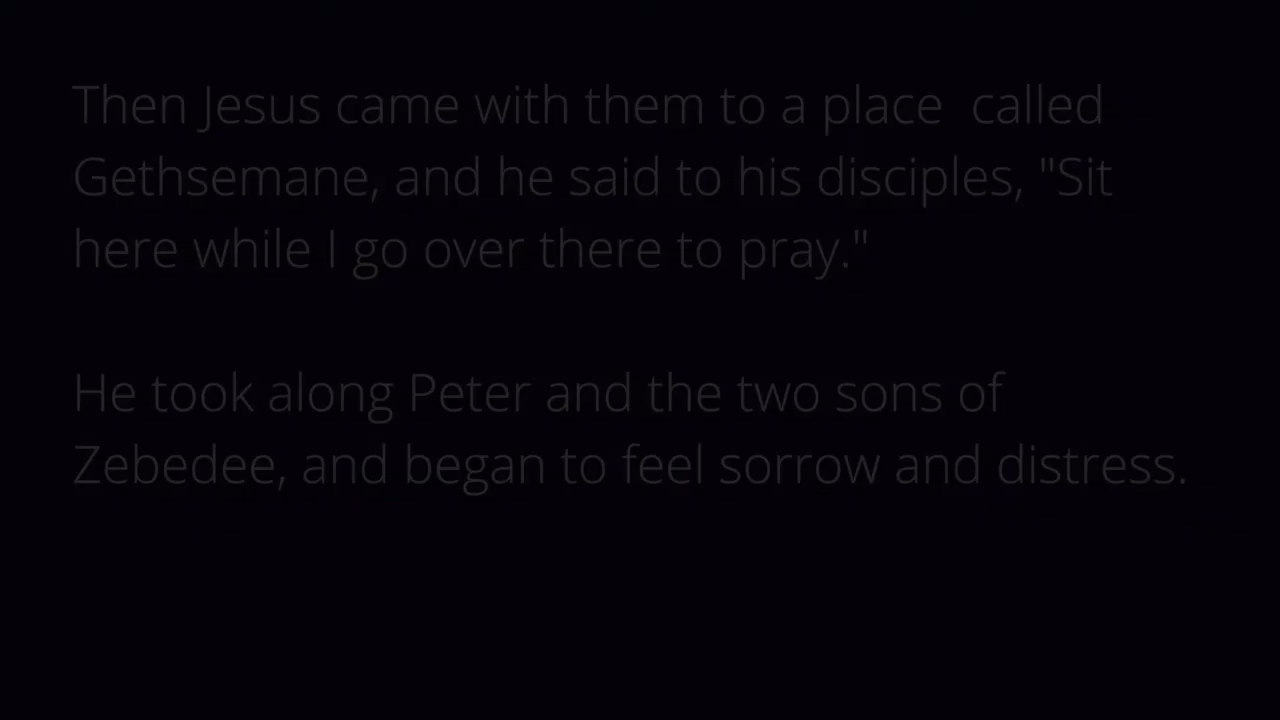 Then Jesus came with them to a place  called
Gethsemane, and he said to his disciples, "Sit
here while I go over there to pray."
He took along Peter and the two sons of
Zebedee, and began to feel sorrow and distress.